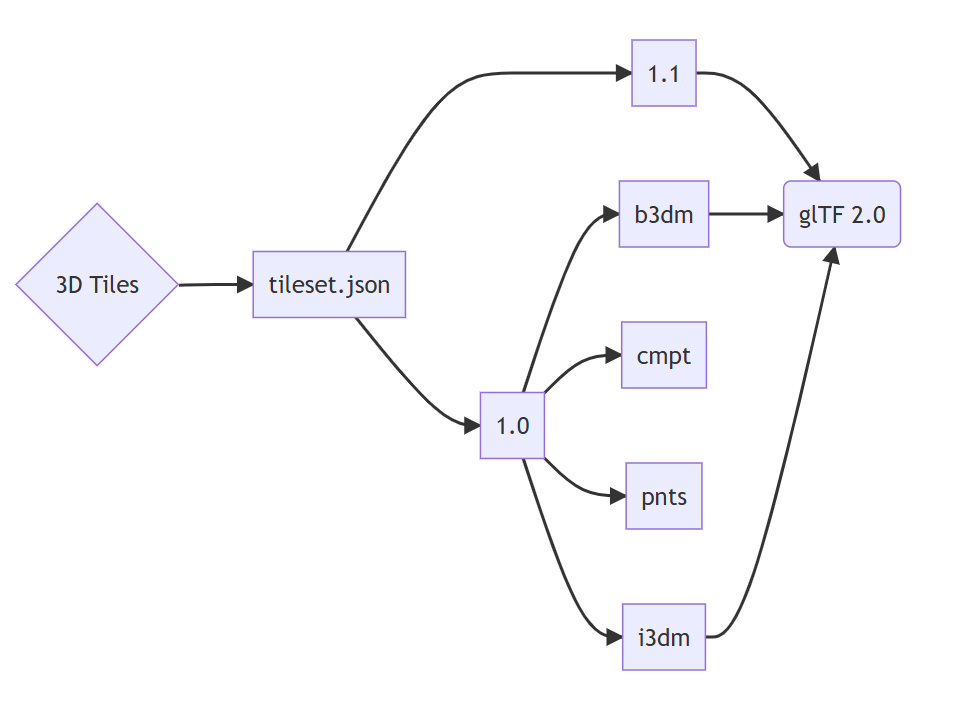 3D Tiles
tileset.json
1.1
1.0
b3dm
cmpt
pnts
i3dm
glTF 2.0